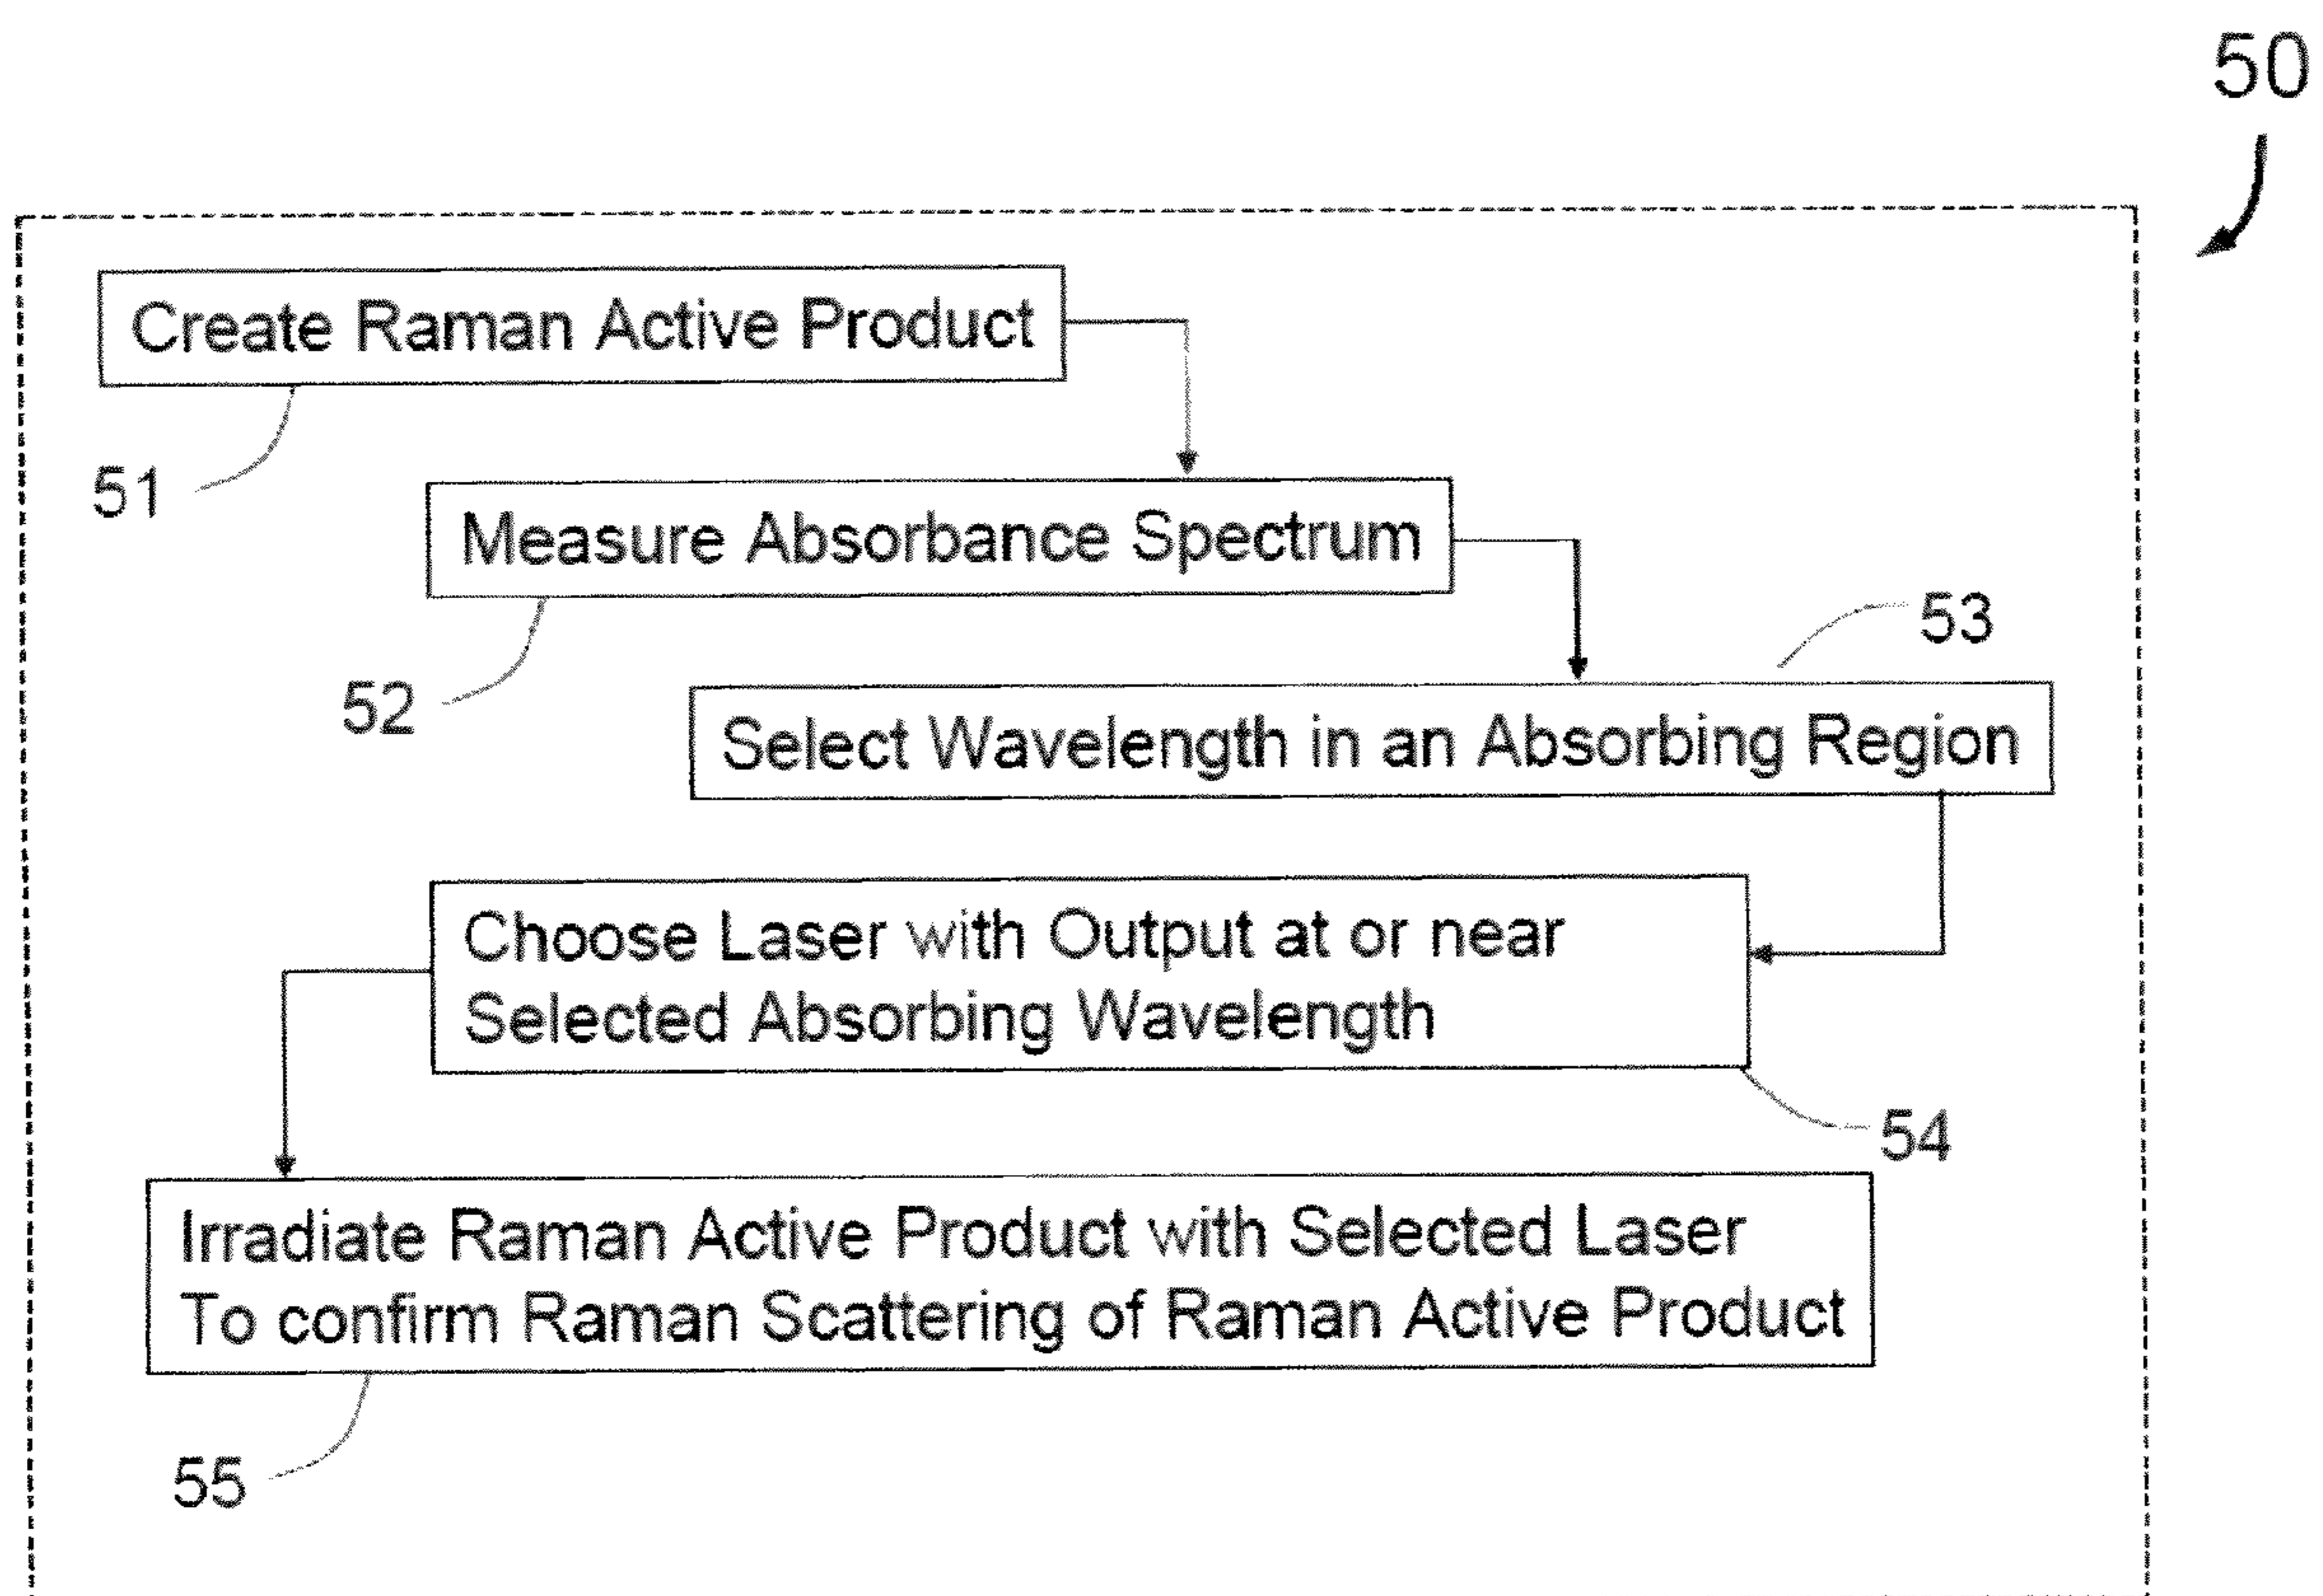 50
Create Raman Active Product
51
Measure Absorbance Spectrum
52
53
Select Wavelength in an Absorbing Region
Choose Laser with Output at or near
Selected Absorbing Wavelength
54
Irradiate Raman Active Product with Selected Laser
To confirm Raman Scattering of Raman Active Product
55